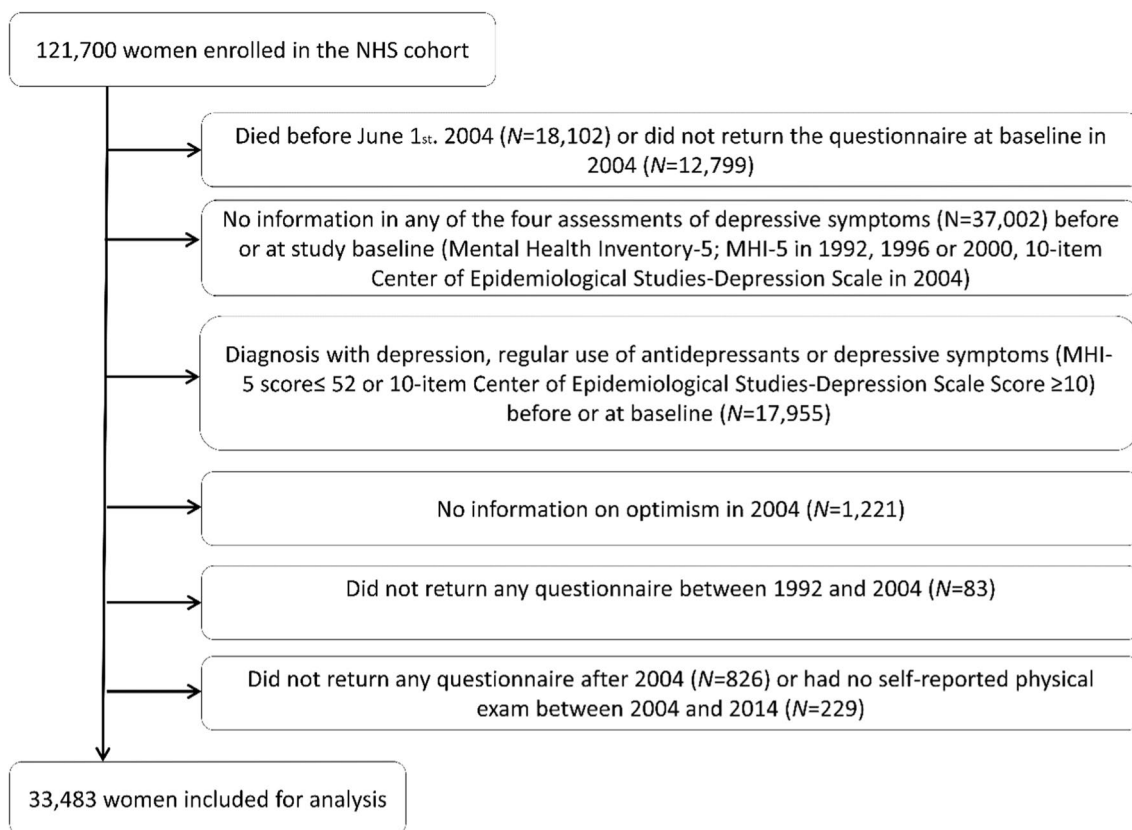 121,700 women enrolled in the NHS cohort
Died before June 1st. 2004 (N=18,102) or did not return the questionnaire at baseline in
2004 (N=12,799)
No information in any of the four assessments of depressive symptoms (N=37,002) before
or at study baseline (Mental Health Inventory-5; MHI-5 in 1992, 1996 or 2000, 10-item
Center of Epidemiological Studies-Depression Scale in 2004)
Diagnosis with depression, regular use of antidepressants or depressive symptoms (MHI-
5 score≤ 52 or 10-item Center of Epidemiological Studies-Depression Scale Score ≥10)
before or at baseline (N=17,955)
No information on optimism in 2004 (N=1,221)
Did not return any questionnaire between 1992 and 2004 (N=83)
Did not return any questionnaire after 2004 (N=826) or had no self-reported physical
exam between 2004 and 2014 (N=229)
33,483 women included for analysis